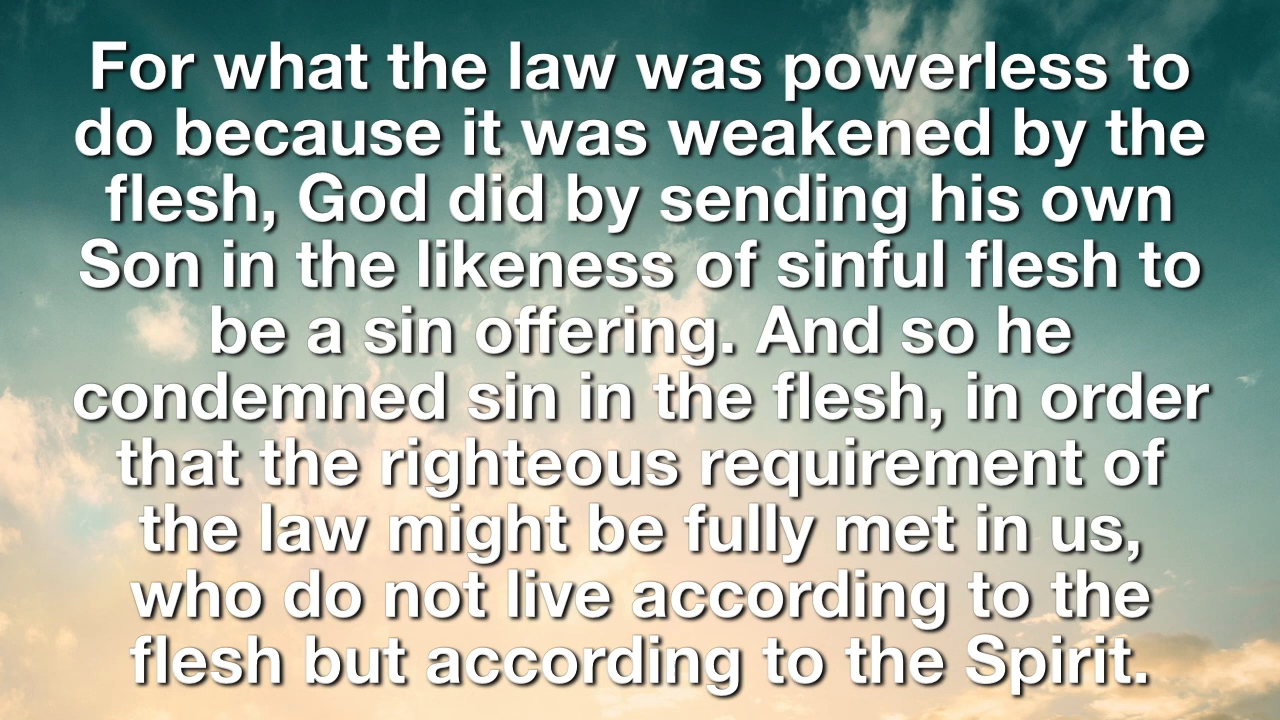 For what the law was powerless to
do because it was weakened by the
flesh, God did by sending his own
Son in the likeness of sinful flesh to
be a sin offering. And so he
condemned sin in the flesh, in order
that the righteous requirement of
the law might be fully met in us,
who do not live according to the
flesh but according to the Spirit.